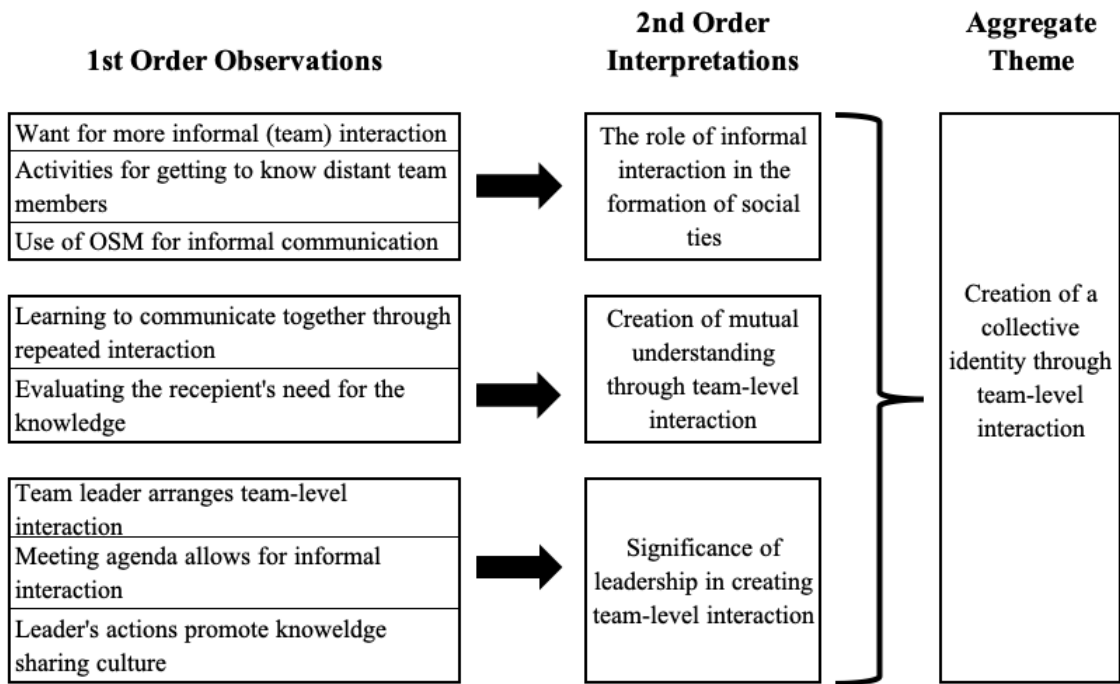 1st Order Observations
2nd Order
Interpretations
Aggregate
Theme
Want for more informal (team) interaction
Activities for getting to know distant team
members
Use of OSM for informal communication
The role of informal
interaction in the
formation of social
ties
Learning to communicate together through
repeated interaction
Evaluating the recepient's need for the
knowledge
Creation of mutual
understanding
through team-level
interaction
Team leader arranges team-level
interaction
Meeting agenda allows for informal
interaction
Leader's actions promote knoweldge
sharing culture
Significance of
leadership in creating
team-level interaction
Creation of a
collective
identity through
team-level
interaction